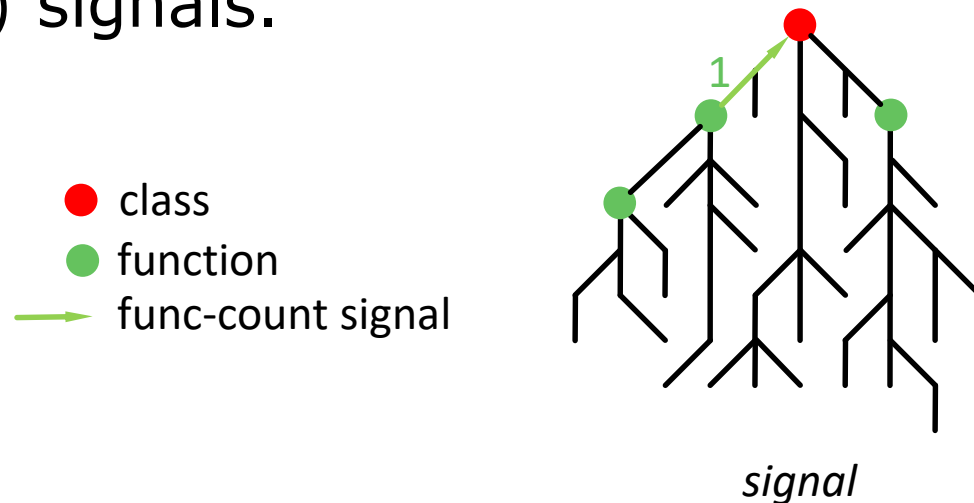 ) signals.
1
class
function
func-count signal
signal